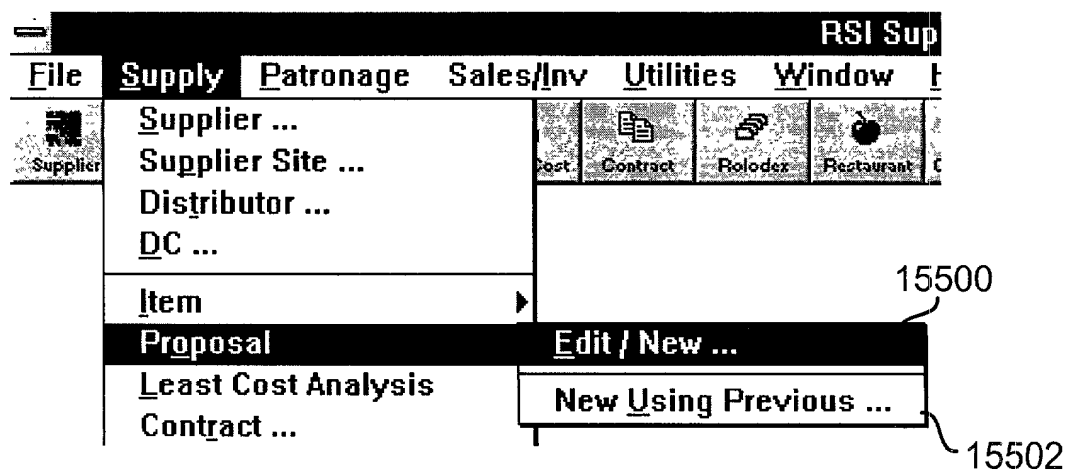 RSI Sup
File Supply Patronage Sales/Inv Utilities Window
Supplier Cost Contract Rolodex Restaurant
Supplier ...
Supplier Site ...
Distributor ...
DC ...
Item
Proposal
Least Cost Analysis
Contract ...
Edit / New ...
New Using Previous ...
15500
15502